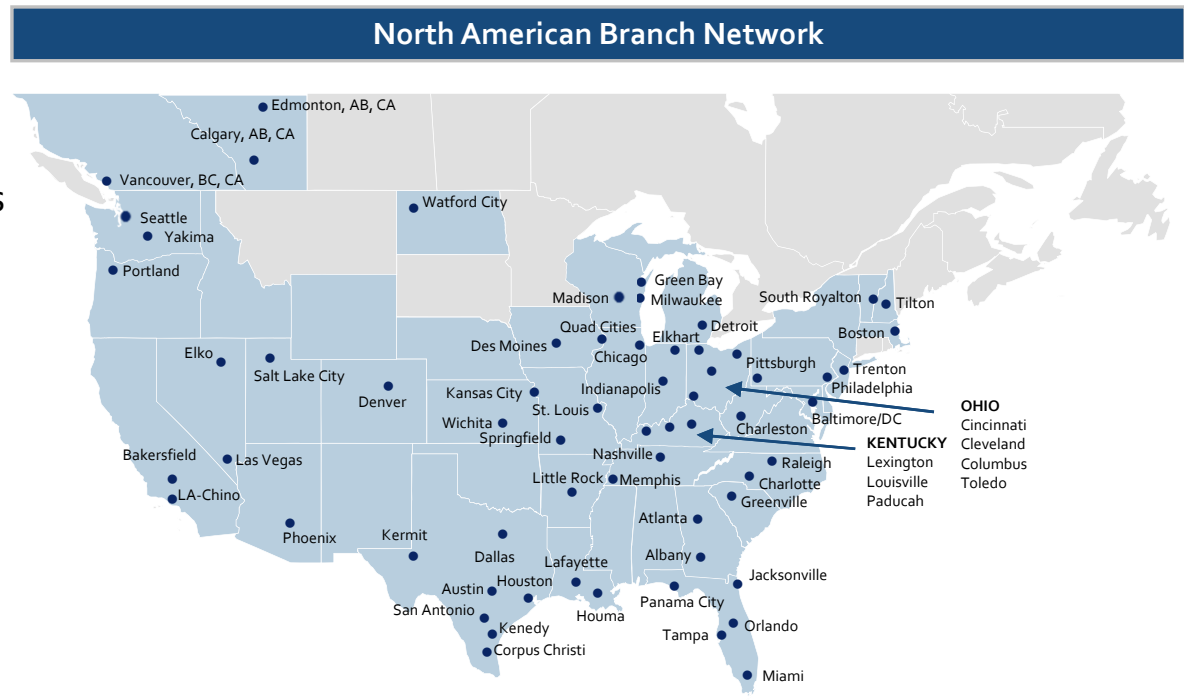 North American Branch Network
s
Edmonton, AB, CA
Calgary, AB, CA
Vancouver, BC, CA
Watford City
Seattle
Yakima
Portland
Green Bay
Madison
Milwaukee
South Royalton
Tilton
Quad Cities
Detroit
Boston
Elkhart
Des Moines
Chicago
Elko
Salt Lake City
Pittsburgh
Trenton
Denver
Kansas City
Indianapolis
Philadelphia
St. Louis
Baltimore/DC
Wichita
Springfield
Charleston
OHIO
Cincinnati
Cleveland
Columbus
Toledo
KENTUCKY
Lexington
Louisville
Paducah
Bakersfield
Las Vegas
Nashville
Raleigh
LA-Chino
Little Rock
Memphis
Charlotte
Greenville
Phoenix
Kermit
Atlanta
Dallas
Lafayette
Albany
Austin
Houston
Jacksonville
San Antonio
Houma
Panama City
Kenedy
Orlando
Tampa
Corpus Christi
Miami